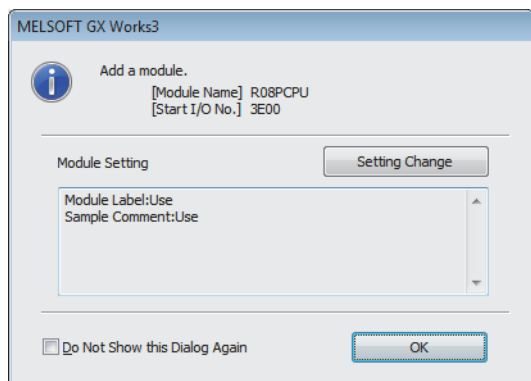 MELSOFT GX Works3
Add a module.
[Module Name] R08PCPU
[Start I/O No.] 3E00
Module Setting
Setting Change
Module Label:Use
Sample Comment:Use
Do Not Show this Dialog Again
OK